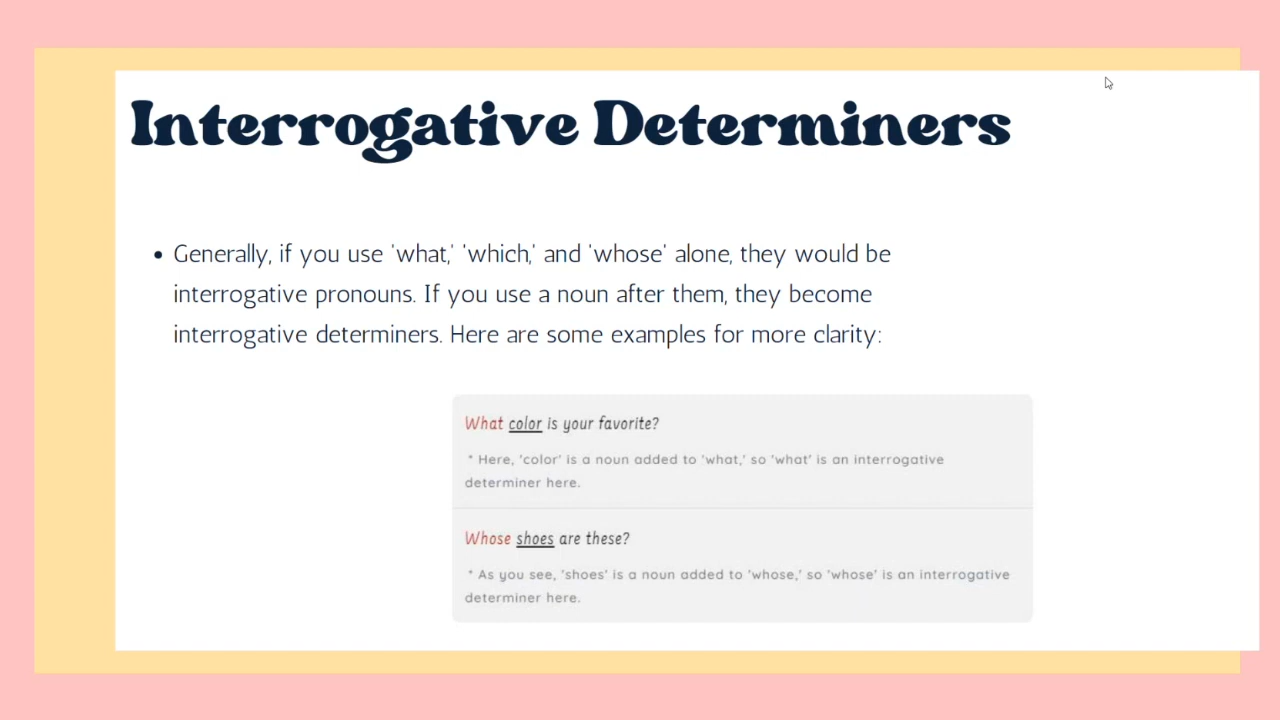 Interrogative Determiners
• Generally, if you use 'what,' 'which,' and 'whose' alone, they would be
interrogative pronouns. If you use a noun after them, they become
interrogative determiners. Here are some examples for more clarity:
What color is your favorite?
* Here, 'color' is a noun added to 'what,' so 'what' is an interrogative
determiner here.
Whose shoes are these?
* As you see, 'shoes' is a noun added to 'whose,' so 'whose' is an interrogative
determiner here.